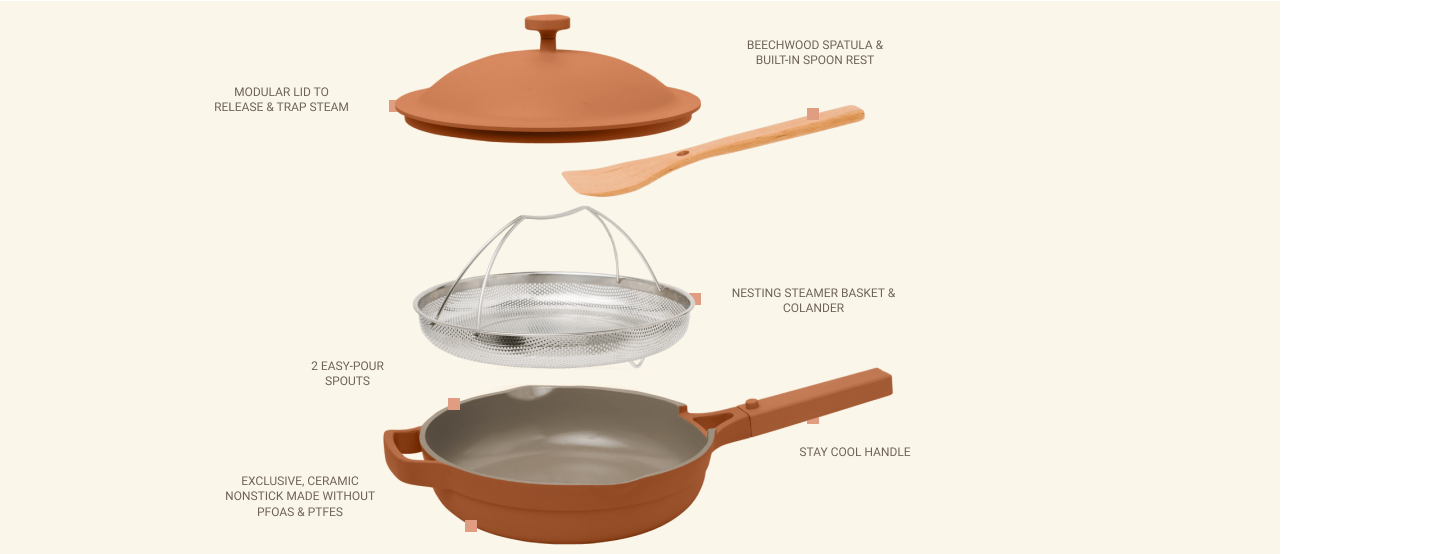 BEECHWOOD SPATULA &
BUILT-IN SPOON REST
MODULAR LID TO
RELEASE & TRAP STEAM
NESTING STEAMER BASKET &
COLANDER
2 EASY-POUR
SPOUTS
STAY COOL HANDLE
EXCLUSIVE, CERAMIC
NONSTICK MADE WITHOUT
PFOAS & PTFES